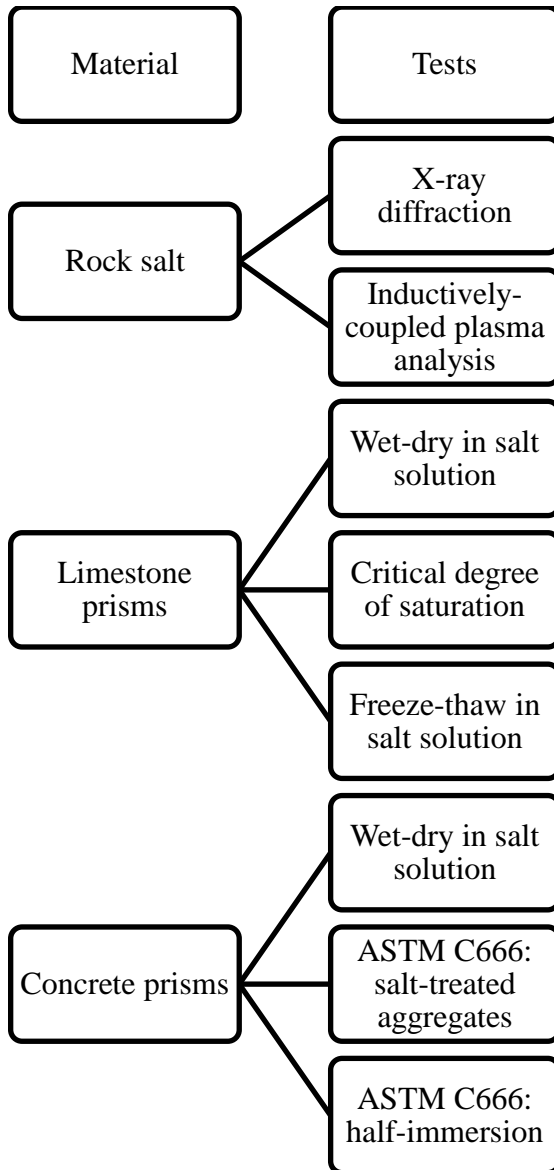 Material
Tests
Rock salt
X-ray
diffraction
Inductively-
coupled plasma
analysis
Limestone
prisms
Wet-dry in salt
solution
Critical degree
of saturation
Freeze-thaw in
salt solution
Concrete prisms
Wet-dry in salt
solution
ASTM C666:
salt-treated
aggregates
ASTM C666:
half-immersion